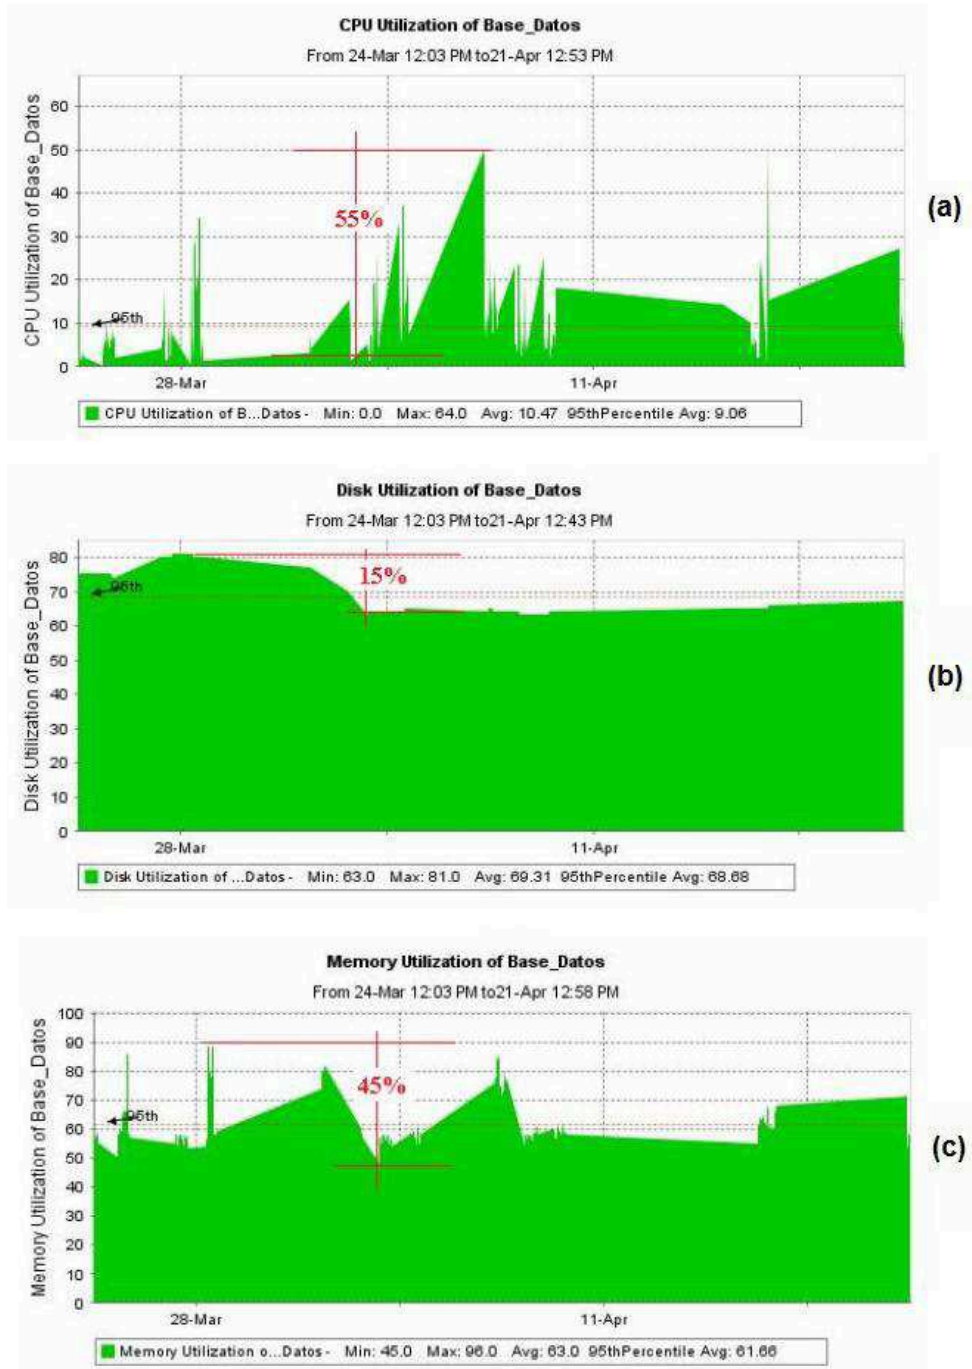 CPU Utilization of Base_Datos
From 24-Mar 12:03 PM to21-Apr 12:53 PM
CPU Utilization of Base_Datos
60
50
40
30
20
10
0
55%
95th
28-Mar
11-Apr
CPU Utilization of B...Datos - Min: 0.0 Max: 64.0 Avg: 10.47 95thPercentile Avg: 9.06
(a)
Disk Utilization of Base_Datos
From 24-Mar 12:03 PM to21-Apr 12:43 PM
Disk Utilization of Base_Datos
80
70
60
50
40
30
20
10
0
15%
95th
28-Mar
11-Apr
Disk Utilization of ...Datos - Min: 63.0 Max: 81.0 Avg: 69.31 95thPercentile Avg: 68.68
(b)
Memory Utilization of Base_Datos
From 24-Mar 12:03 PM to21-Apr 12:58 PM
Memory Utilization of Base_Datos
100
90
80
70
60
50
40
30
20
10
0
45%
95th
28-Mar
11-Apr
Memory Utilization o...Datos - Min: 45.0 Max: 96.0 Avg: 63.0 95thPercentile Avg: 61.66
(c)